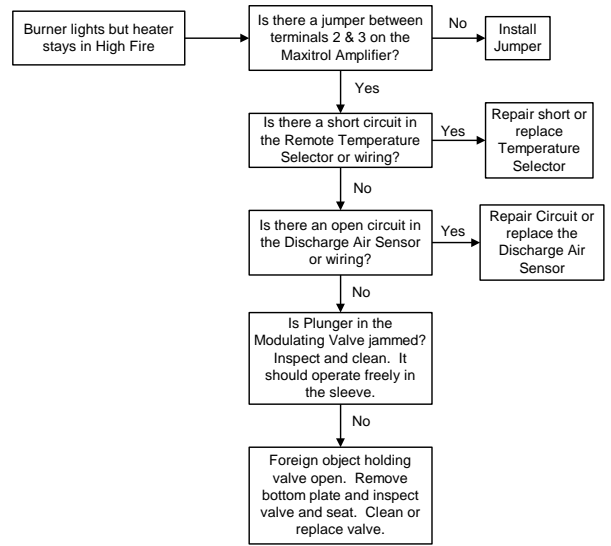 Burner lights but heater
stays in High Fire
Is there a jumper between
terminals 2 & 3 on the
Maxitrol Amplifier?
No
Install
Jumper
Yes
Is there a short circuit in
the Remote Temperature
Selector or wiring?
Yes
Repair short or
replace
Temperature
Selector
No
Is there an open circuit in
the Discharge Air Sensor
or wiring?
Yes
Repair Circuit or
replace the
Discharge Air
Sensor
No
Is Plunger in the
Modulating Valve jammed?
Inspect and clean. It
should operate freely in
the sleeve.
No
Foreign object holding
valve open. Remove
bottom plate and inspect
valve and seat. Clean or
replace valve.